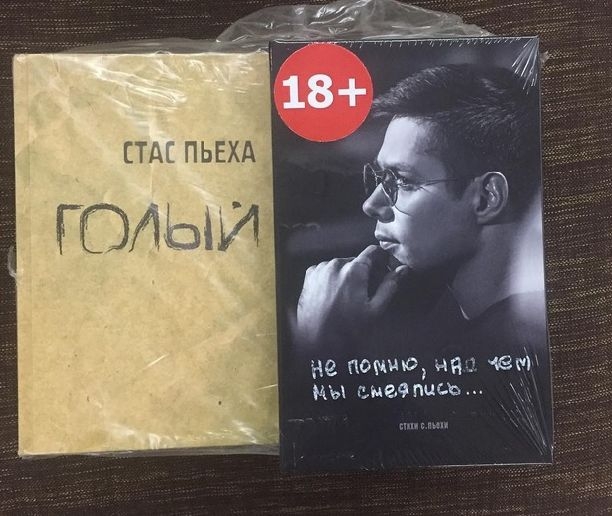 СТАС ПЬЕХА
ГОЛЫЙ
18+
не помню, над чем
мы смеялись...
СТИХИ С.ПЬЕХИ